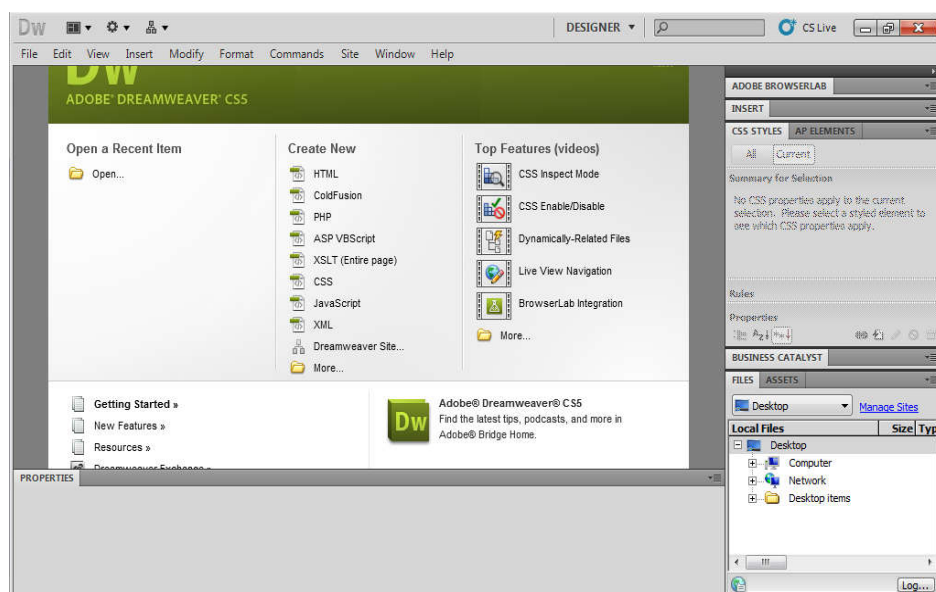 Dw
DESIGNER
CS Live
File Edit View Insert Modify Format Commands Site Window Help
Dw
ADOBE® DREAMWEAVER® CS5
Open a Recent Item
Open...
Create New
HTML
ColdFusion
PHP
ASP VBScript
XSLT (Entire page)
CSS
JavaScript
XML
Dreamweaver Site...
More...
Top Features (videos)
CSS Inspect Mode
CSS Enable/Disable
Dynamically-Related Files
Live View Navigation
BrowserLab Integration
More...
Getting Started »
New Features »
Resources »
Dreamweaver Exchange »
Dw
Adobe® Dreamweaver® CS5
Find the latest tips, podcasts, and more in
Adobe® Bridge Home.
PROPERTIES
ADOBE BROWSERLAB
INSERT
CSS STYLES AP ELEMENTS
All Current
Summary for Selection
No CSS properties apply to the current
selection. Please select a styled element to
see which CSS properties apply.
Rules
Properties
BUSINESS CATALYST
FILES ASSETS
Desktop Manage Sites
Local Files Size Typ
Desktop
Computer
Network
Desktop items
Log...